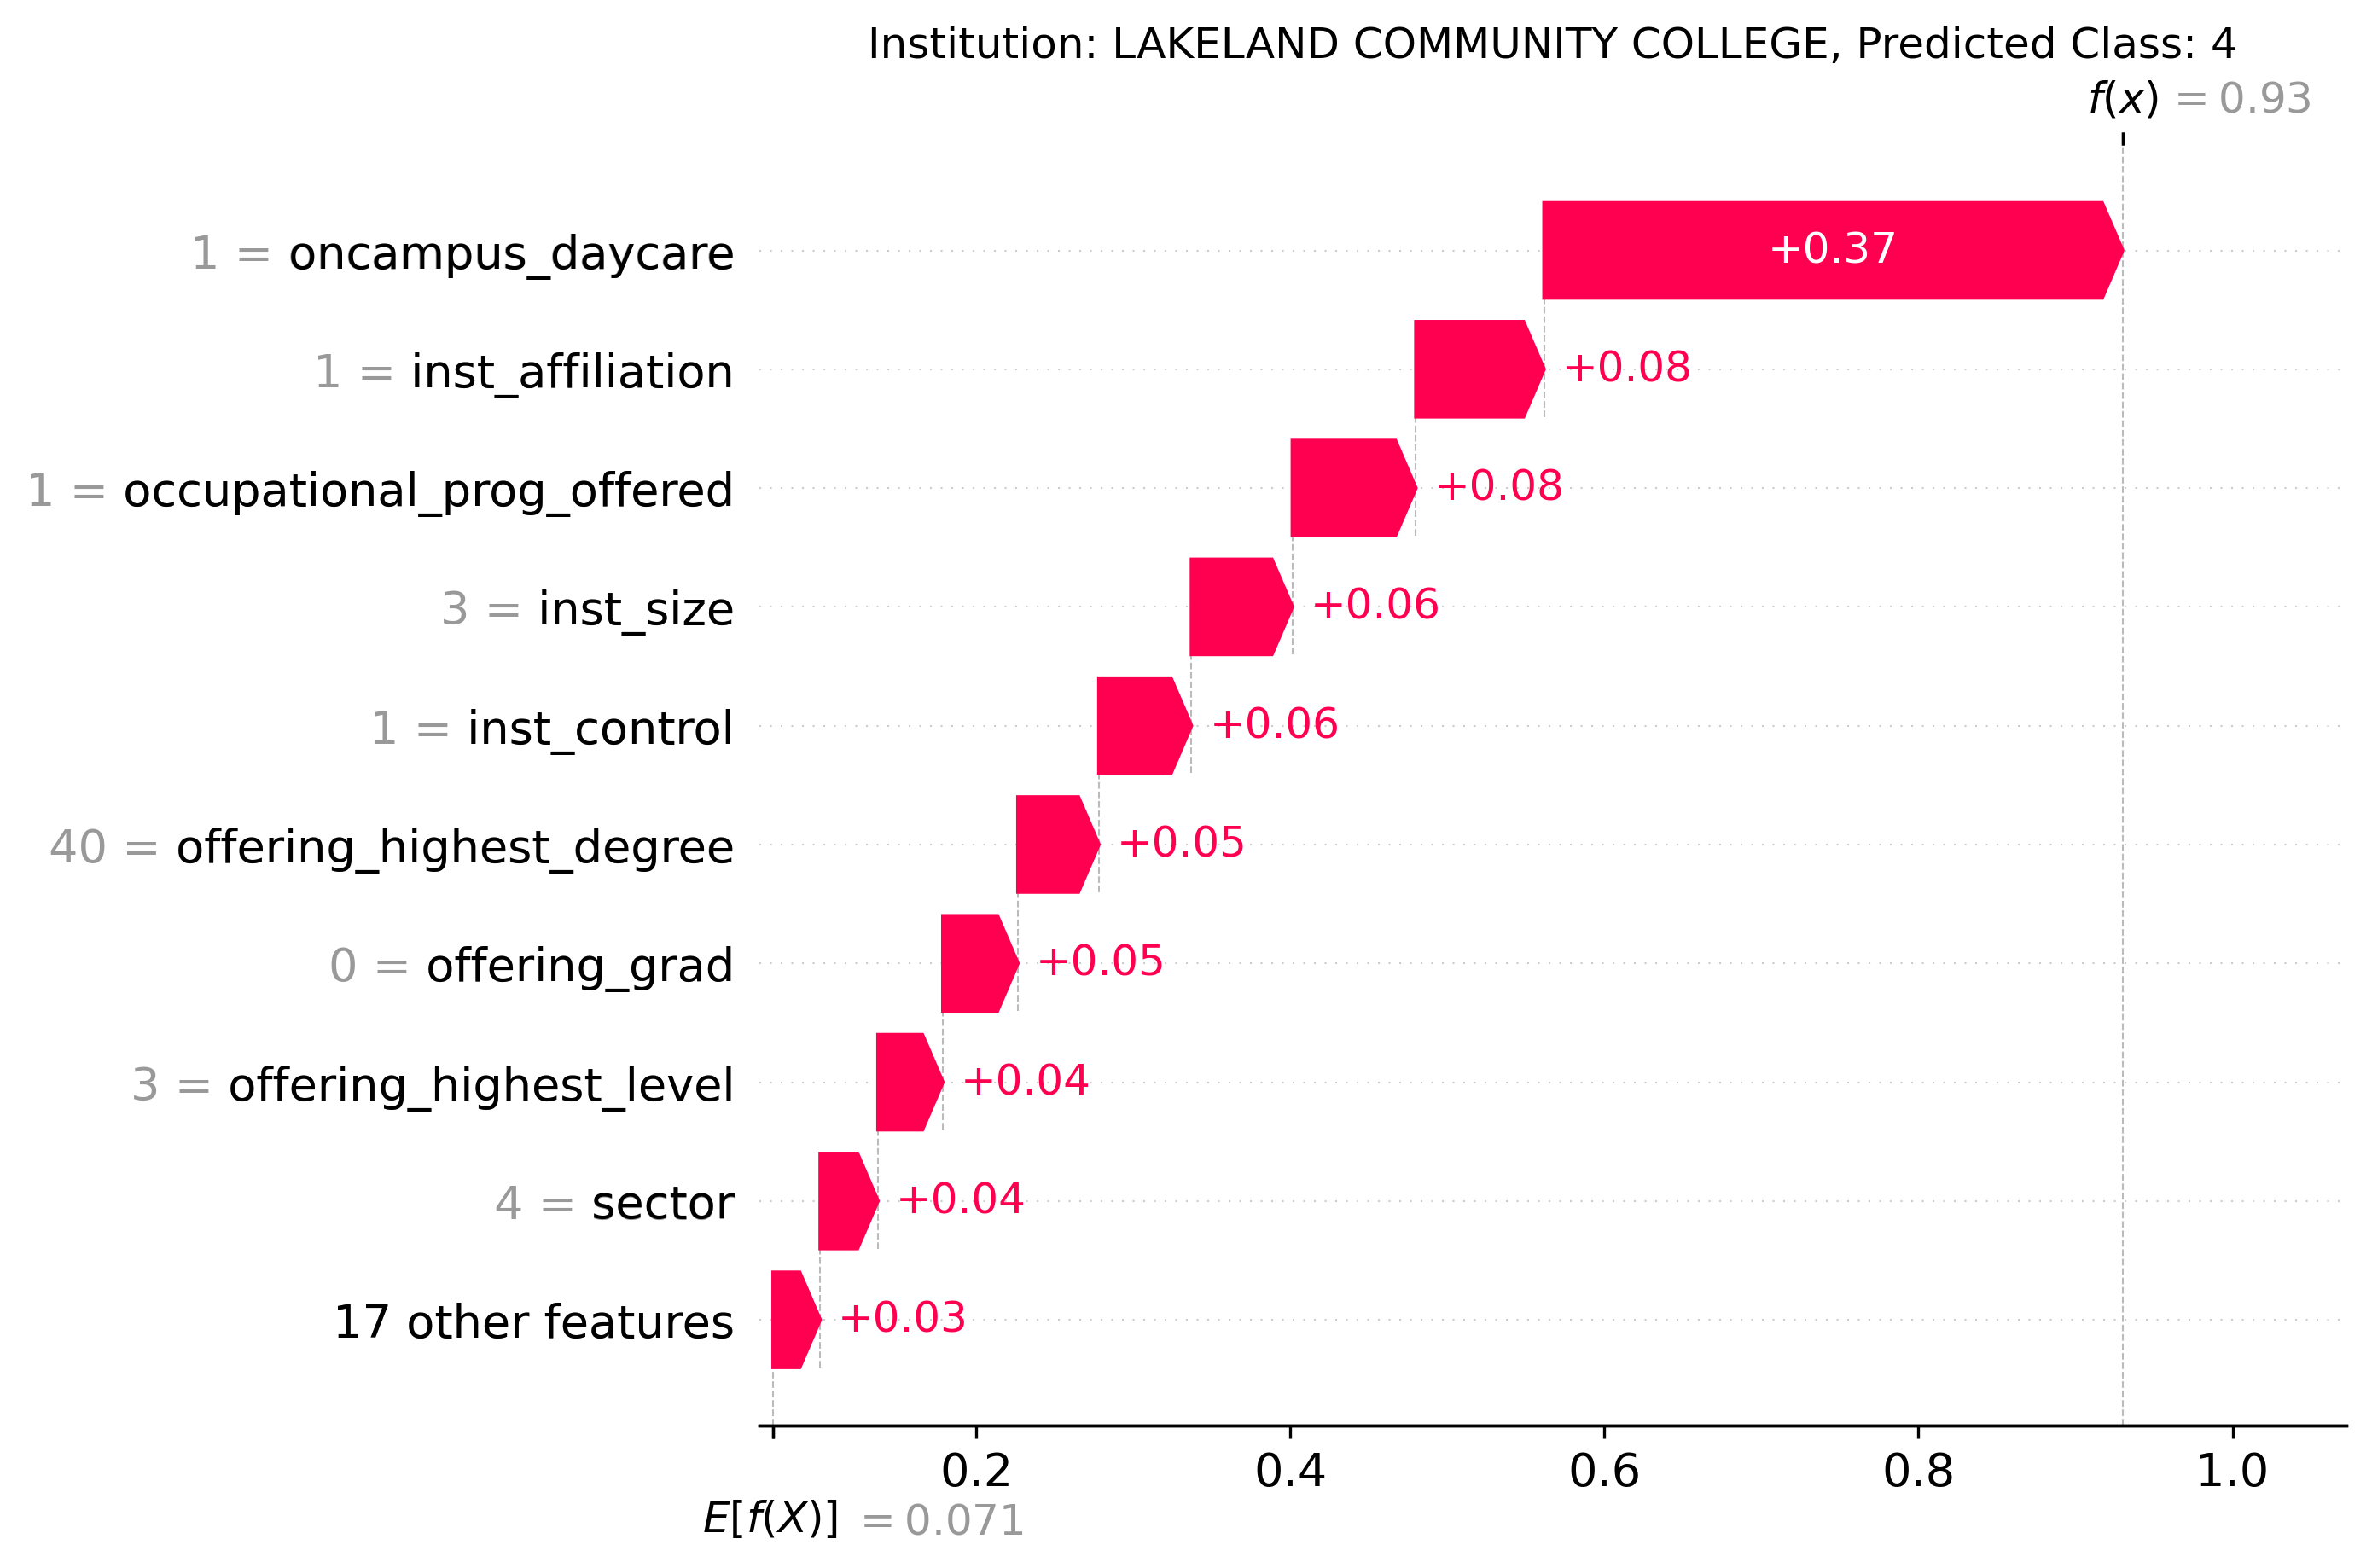 Institution: LAKELAND COMMUNITY COLLEGE, Predicted Class: 4
f(x) = 0.93
1 = oncampus_daycare +0.37
1 = inst_affiliation +0.08
1 = occupational_prog_offered +0.08
3 = inst_size +0.06
1 = inst_control +0.06
40 = offering_highest_degree +0.05
0 = offering_grad +0.05
3 = offering_highest_level +0.04
4 = sector +0.04
17 other features +0.03
0.2 0.4 0.6 0.8 1.0
E[f(X)] = 0.071